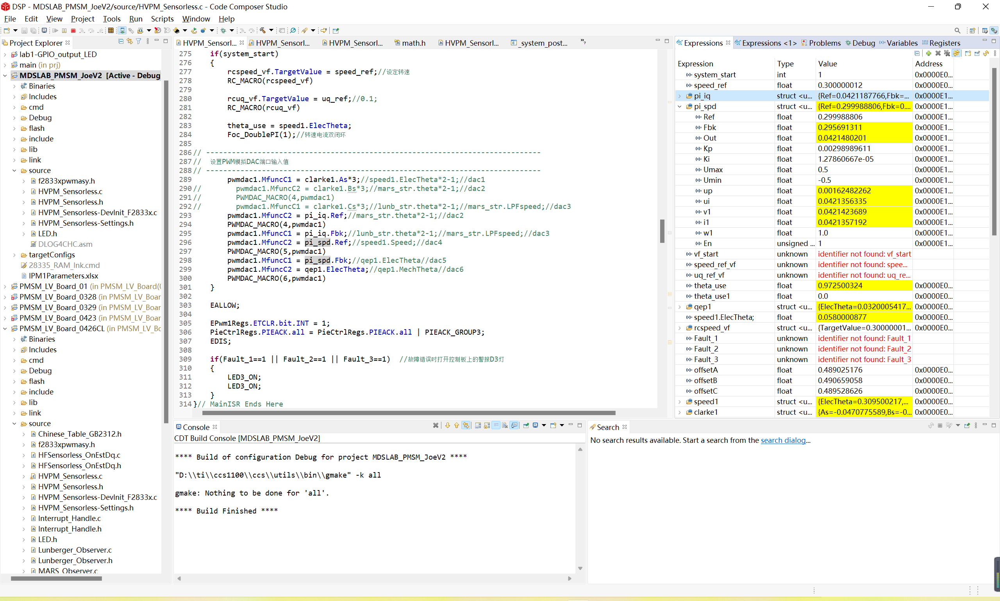 DSP - MDSLAB_PMSM_JoeV2/source/HVPM_Sensorless.c - Code Composer Studio
File Edit View Project Tools Run Scripts Window Help
Project Explorer
lab1-GPIO_output_LED
main (in prj)
MDSLAB_PMSM_JoeV2 [Active - Debug
Binaries
Includes
cmd
Debug
flash
include
lib
link
source
f2833xpwmasy.h
HVPM_Sensorless.c
HVPM_Sensorless.h
HVPM_Sensorless-DevInit_F2833x.c
HVPM_Sensorless-Settings.h
LED.h
DLOG4CHC.asm
targetConfigs
28335_RAM_lnk.cmd
IPM1Parameters.xlsx
PMSM_LV_Board_01 (in PMSM_LV_Board(
PMSM_LV_Board_0328 (in PMSM_LV_Boar
PMSM_LV_Board_0329 (in PMSM_LV_Boar
PMSM_LV_Board_0423 (in PMSM_LV_Boar
PMSM_LV_Board_0426CL (in PMSM_LV_Bc
Binaries
Includes
cmd
Debug
flash
include
lib
link
source
Chinese_Table_GB2312.h
f2833xpwmasy.h
HFSensorless_OnEstDq.c
HFSensorless_OnEstDq.h
HVPM_Sensorless.c
HVPM_Sensorless.h
HVPM_Sensorless-DevInit_F2833x.c
HVPM_Sensorless-Settings.h
Interrupt_Handle.c
Interrupt_Handle.h
LED.h
Lunberger_Observer.c
Lunberger_Observer.h
MARS_Observer.c
HVPM_Sensorl... HVPM_Sensorl... HVPM_Sensorl... math.h HVPM_Sensorl... _system_post... »7
275 if(system_start)
276 {
277 rcspeed_vf.TargetValue = speed_ref;//设定转速
278 RC_MACRO(rcspeed_vf)
279
280 rcuq_vf.TargetValue = uq_ref;//0.1;
281 RC_MACRO(rcuq_vf)
282
283 theta_use = speed1.ElecTheta;
284 Foc_DoublePI(1);//转速电流双闭环
285
286 // ------------------------------------------------------------------------------
287 // 设置PWM模拟DAC端口输入值
288 // ------------------------------------------------------------------------------
289 pwmdac1.MfuncC1 = clarke1.As*3;//speed1.ElecTheta*2-1;//dac1
290 // pwmdac1.MfuncC2 = clarke1.Bs*3;//mars_str.theta*2-1;//dac2
291 // PWMDAC_MACRO(4,pwmdac1)
292 // pwmdac1.MfuncC1 = clarke1.Cs*3;//lunb_str.theta*2-1;//mars_str.LPFspeed;//dac3
293 pwmdac1.MfuncC2 = pi_iq.Ref;//mars_str.theta*2-1;//dac2
294 PWMDAC_MACRO(4,pwmdac1)
295 pwmdac1.MfuncC1 = pi_iq.Fbk;//lunb_str.theta*2-1;//mars_str.LPFspeed;//dac3
296 pwmdac1.MfuncC2 = pi_spd.Ref;//speed1.Speed;//dac4
297 PWMDAC_MACRO(5,pwmdac1)
298 pwmdac1.MfuncC1 = pi_spd.Fbk;//qep1.ElecTheta//dac5
299 pwmdac1.MfuncC2 = qep1.ElecTheta;//qep1.MechTheta//dac6
300 PWMDAC_MACRO(6,pwmdac1)
301 }
302
303 EALLOW;
304
305 EPwm1Regs.ETCLR.bit.INT = 1;
306 PieCtrlRegs.PIEACK.all = PieCtrlRegs.PIEACK.all | PIEACK_GROUP3;
307 EDIS;
308
309 if(Fault_1==1 || Fault_2==1 || Fault_3==1) //故障错误时打开控制板上的警报D3灯
310 {
311 LED3_ON;
312 LED3_ON;
313 }
314 }// MainISR Ends Here
Expressions Expressions <1> Problems Debug Variables Registers
Expression Type Value Address
system_start int 1 0x0000E0...
speed_ref float 0.300000012 0x0000E0...
pi_iq struct <u... {Ref=0.0421187766,Fbk=... 0x0000E1...
pi_spd struct <u... {Ref=0.299988806,Fbk=0.... 0x0000E1...
Ref float 0.299988806 0x0000E1...
Fbk float 0.295691311 0x0000E1...
Out float 0.0421480201 0x0000E1...
Kp float 0.00298989611 0x0000E1...
Ki float 1.27860667e-05 0x0000E1...
Umax float 0.5 0x0000E1...
Umin float -0.5 0x0000E1...
up float 0.00162482262 0x0000E1...
ui float 0.0421356335 0x0000E1...
v1 float 0.0421423689 0x0000E1...
i1 float 0.0421357192 0x0000E1...
w1 float 1.0 0x0000E1...
En unsigned ... 1 0x0000E1...
vf_start unknown identifier not found: vf_start
speed_ref_vf unknown identifier not found: spee...
uq_ref_vf unknown identifier not found: uq_re...
theta_use float 0.972500324 0x0000E0...
theta_use1 float 0.0 0x0000E0...
qep1 struct <u... {ElecTheta=0.0320005417... 0x0000E0...
speed1.ElecTheta; float 0.0580000877 0x0000E0...
rcspeed_vf struct <u... {TargetValue=0.30000001... 0x0000E0...
Fault_1 unknown identifier not found: Fault_1
Fault_2 unknown identifier not found: Fault_2
Fault_3 unknown identifier not found: Fault_3
offsetA float 0.489025176 0x0000E0...
offsetB float 0.490659058 0x0000E0...
offsetC float 0.489528626 0x0000E0...
speed1 struct <u... {ElecTheta=0.309500217,... 0x0000E0...
clarke1 struct <u... {As=-0.0470775589,Bs=-0... 0x0000E0...
Console
CDT Build Console [MDSLAB_PMSM_JoeV2]
**** Build of configuration Debug for project MDSLAB_PMSM_JoeV2 ****
"D:\\ti\\ccs1100\\ccs\\utils\\bin\\gmake" -k all
gmake: Nothing to be done for 'all'.
**** Build Finished ****
Search
No search results available. Start a search from the search dialog...